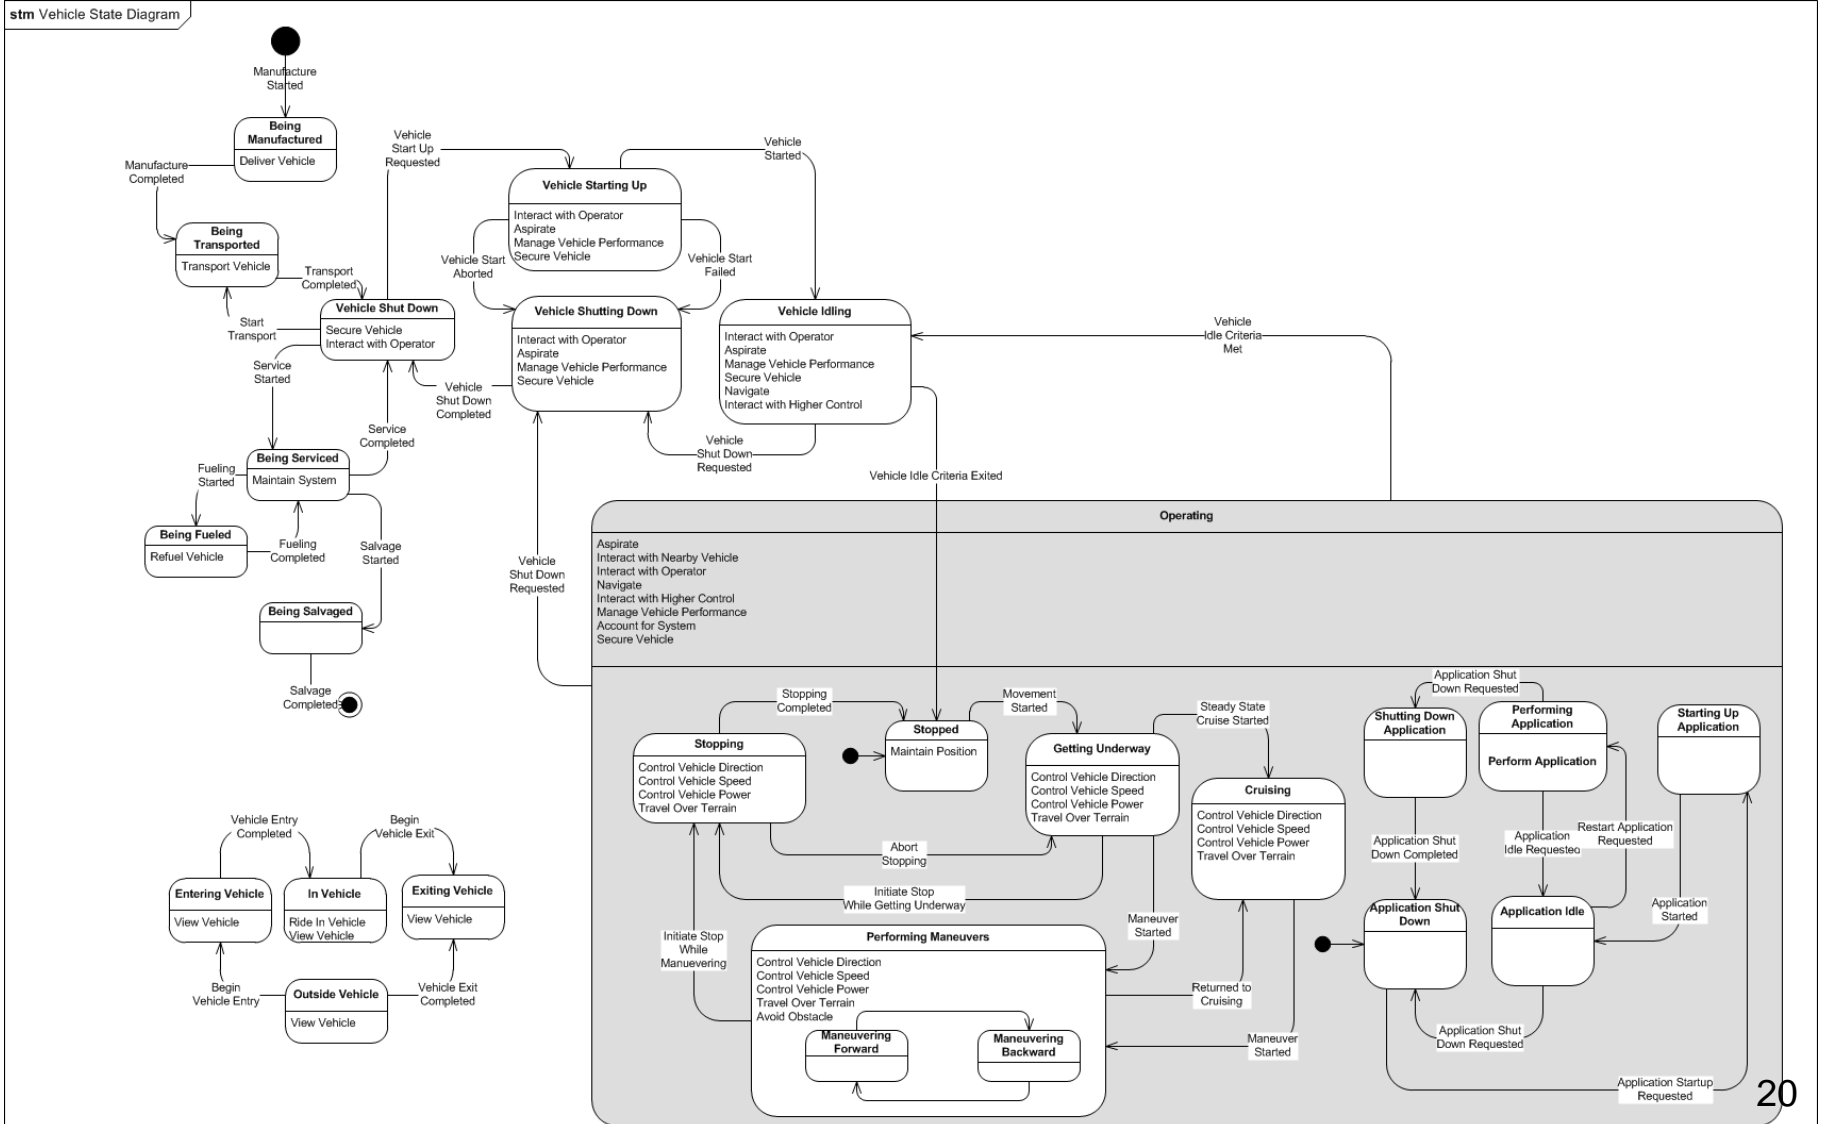 stm Vehicle State Diagram
Manufacture
Started
Being
Manufactured
Deliver Vehicle
Manufacture
Completed
Being
Transported
Transport Vehicle
Transport
Completed
Start
Transport
Vehicle Shut Down
Secure Vehicle
Interact with Operator
Service
Started
Service
Completed
Being Serviced
Maintain System
Fueling
Started
Being Fueled
Refuel Vehicle
Fueling
Completed
Salvage
Started
Being Salvaged
Salvage
Completed
Vehicle
Start Up
Requested
Vehicle Starting Up
Interact with Operator
Aspirate
Manage Vehicle Performance
Secure Vehicle
Vehicle
Started
Vehicle Start
Aborted
Vehicle Start
Failed
Vehicle Shutting Down
Interact with Operator
Aspirate
Manage Vehicle Performance
Secure Vehicle
Vehicle
Shut Down
Completed
Vehicle Idling
Interact with Operator
Aspirate
Manage Vehicle Performance
Secure Vehicle
Navigate
Interact with Higher Control
Vehicle
Shut Down
Requested
Vehicle
Idle Criteria
Met
Vehicle Idle Criteria Exited
Vehicle
Shut Down
Requested
Operating
Aspirate
Interact with Nearby Vehicle
Interact with Operator
Navigate
Interact with Higher Control
Manage Vehicle Performance
Account for System
Secure Vehicle
Stopping
Completed
Movement
Started
Steady State
Cruise Started
Stopping
Control Vehicle Direction
Control Vehicle Speed
Control Vehicle Power
Travel Over Terrain
Stopped
Maintain Position
Getting Underway
Control Vehicle Direction
Control Vehicle Speed
Control Vehicle Power
Travel Over Terrain
Cruising
Control Vehicle Direction
Control Vehicle Speed
Control Vehicle Power
Travel Over Terrain
Abort
Stopping
Initiate Stop
While Getting Underway
Maneuver
Started
Initiate Stop
While
Manuevering
Performing Maneuvers
Control Vehicle Direction
Control Vehicle Speed
Control Vehicle Power
Travel Over Terrain
Avoid Obstacle
Maneuvering
Forward
Maneuvering
Backward
Returned to
Cruising
Maneuver
Started
Application Shut
Down Requested
Shutting Down
Application
Performing
Application
Perform Application
Starting Up
Application
Application Shut
Down Completed
Application
Idle Requested
Restart Application
Requested
Application Shut
Down
Application Idle
Application
Started
Application Shut
Down Requested
Application Startup
Requested
Vehicle Entry
Completed
Begin
Vehicle Exit
Entering Vehicle
View Vehicle
In Vehicle
Ride In Vehicle
View Vehicle
Exiting Vehicle
View Vehicle
Begin
Vehicle Entry
Outside Vehicle
View Vehicle
Vehicle Exit
Completed
20